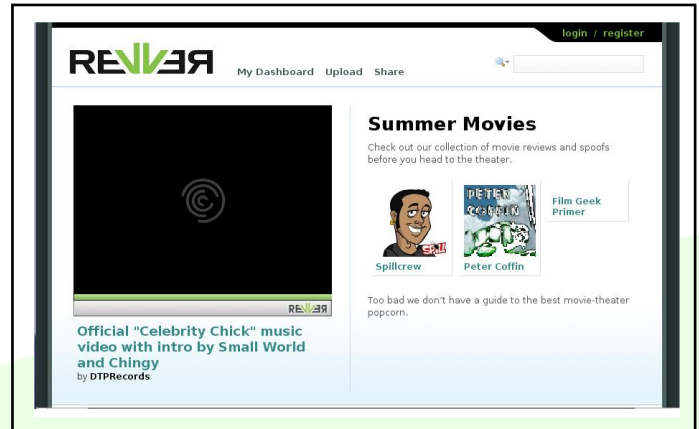 login / register
REVVER
My Dashboard Upload Share
Summer Movies
Check out our collection of movie reviews and spoofs
before you head to the theater.
PETER
COFFIN
SPILL
Film Geek
Primer
Spillcrew
Peter Coffin
Too bad we don't have a guide to the best movie-theater
popcorn.
REVVER
Official "Celebrity Chick" music
video with intro by Small World
and Chingy
by DTPRecords